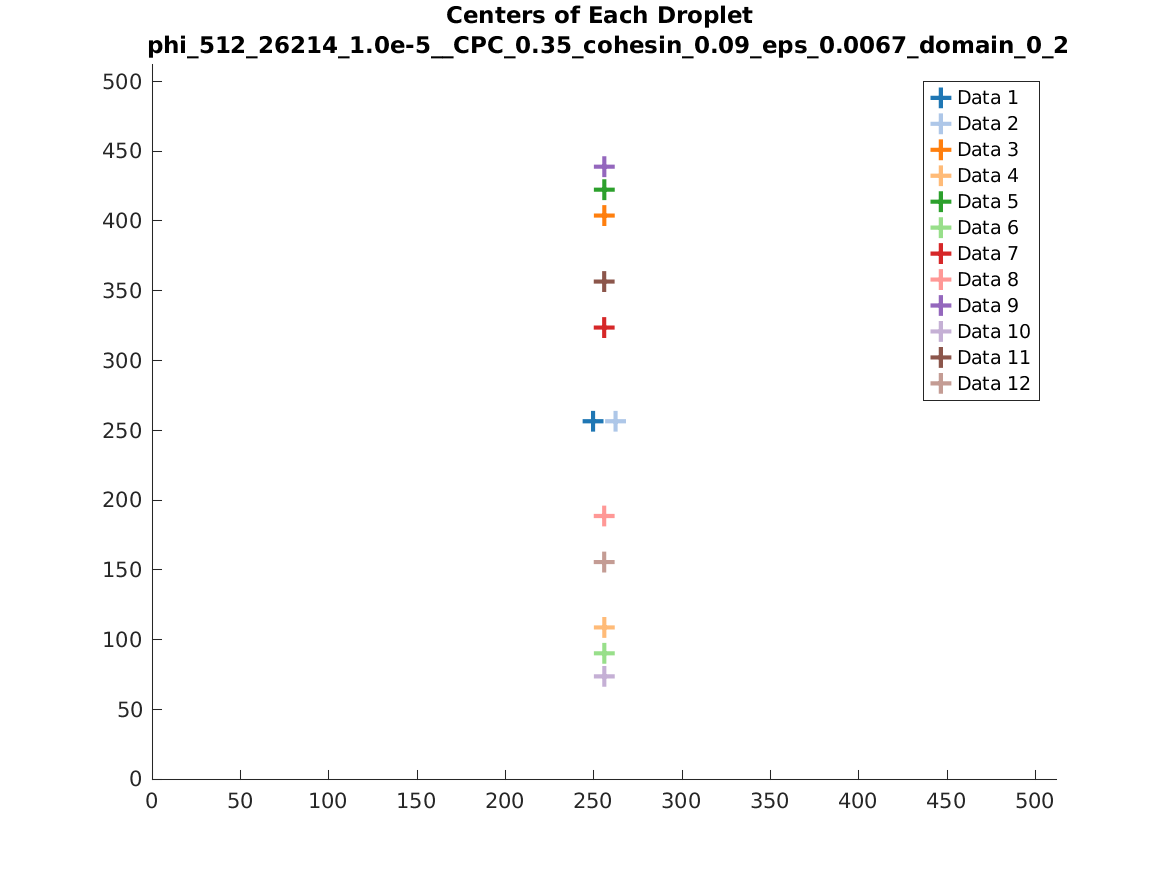 Centers of Each Droplet
phi_512_26214_1.0e-5__CPC_0.35_cohesin_0.09_eps_0.0067_domain_0_2
500
450
400
350
300
250
200
150
100
50
0
0 50 100 150 200 250 300 350 400 450 500
Data 1
Data 2
Data 3
Data 4
Data 5
Data 6
Data 7
Data 8
Data 9
Data 10
Data 11
Data 12